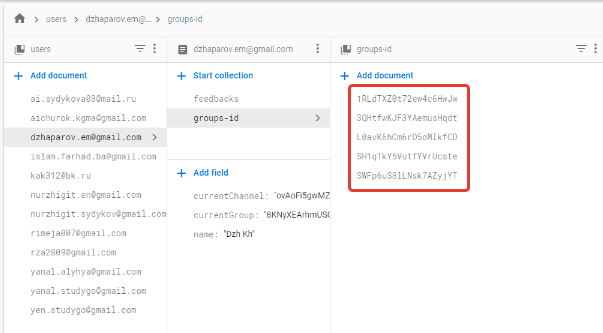 users
dzhaparov.em@...
groups-id
users
dzhaparov.em@gmail.com
groups-id
Add document
Start collection
Add document
ai.sydykova03@mail.ru
aichurok.kgma@gmail.com
dzhaparov.em@gmail.com
islam.farhad.ba@gmail.com
kak312@bk.ru
nurzhigit.en@gmail.com
nurzhigit.sydykov@gmail.com
rimeja007@gmail.com
rza2809@gmail.com
yanal.alyhya@gmail.com
yanal.studygo@gmail.com
yen.studygo@gmail.com
feedbacks
groups-id
Add field
currentChannel: "ovAoFi5gwMZ
currentGroup: "8KNyXEArhmUS
name: "Dzh Kh"
1RLdTXZ0t72ew4c6HwJw
3QHtfwKJF3YAemusHqdt
L0avK6hCm6rD5oMIkfCD
SH1q1kY5VutfYVrUcste
SWFp6uS8lLNsk7AZyjYT